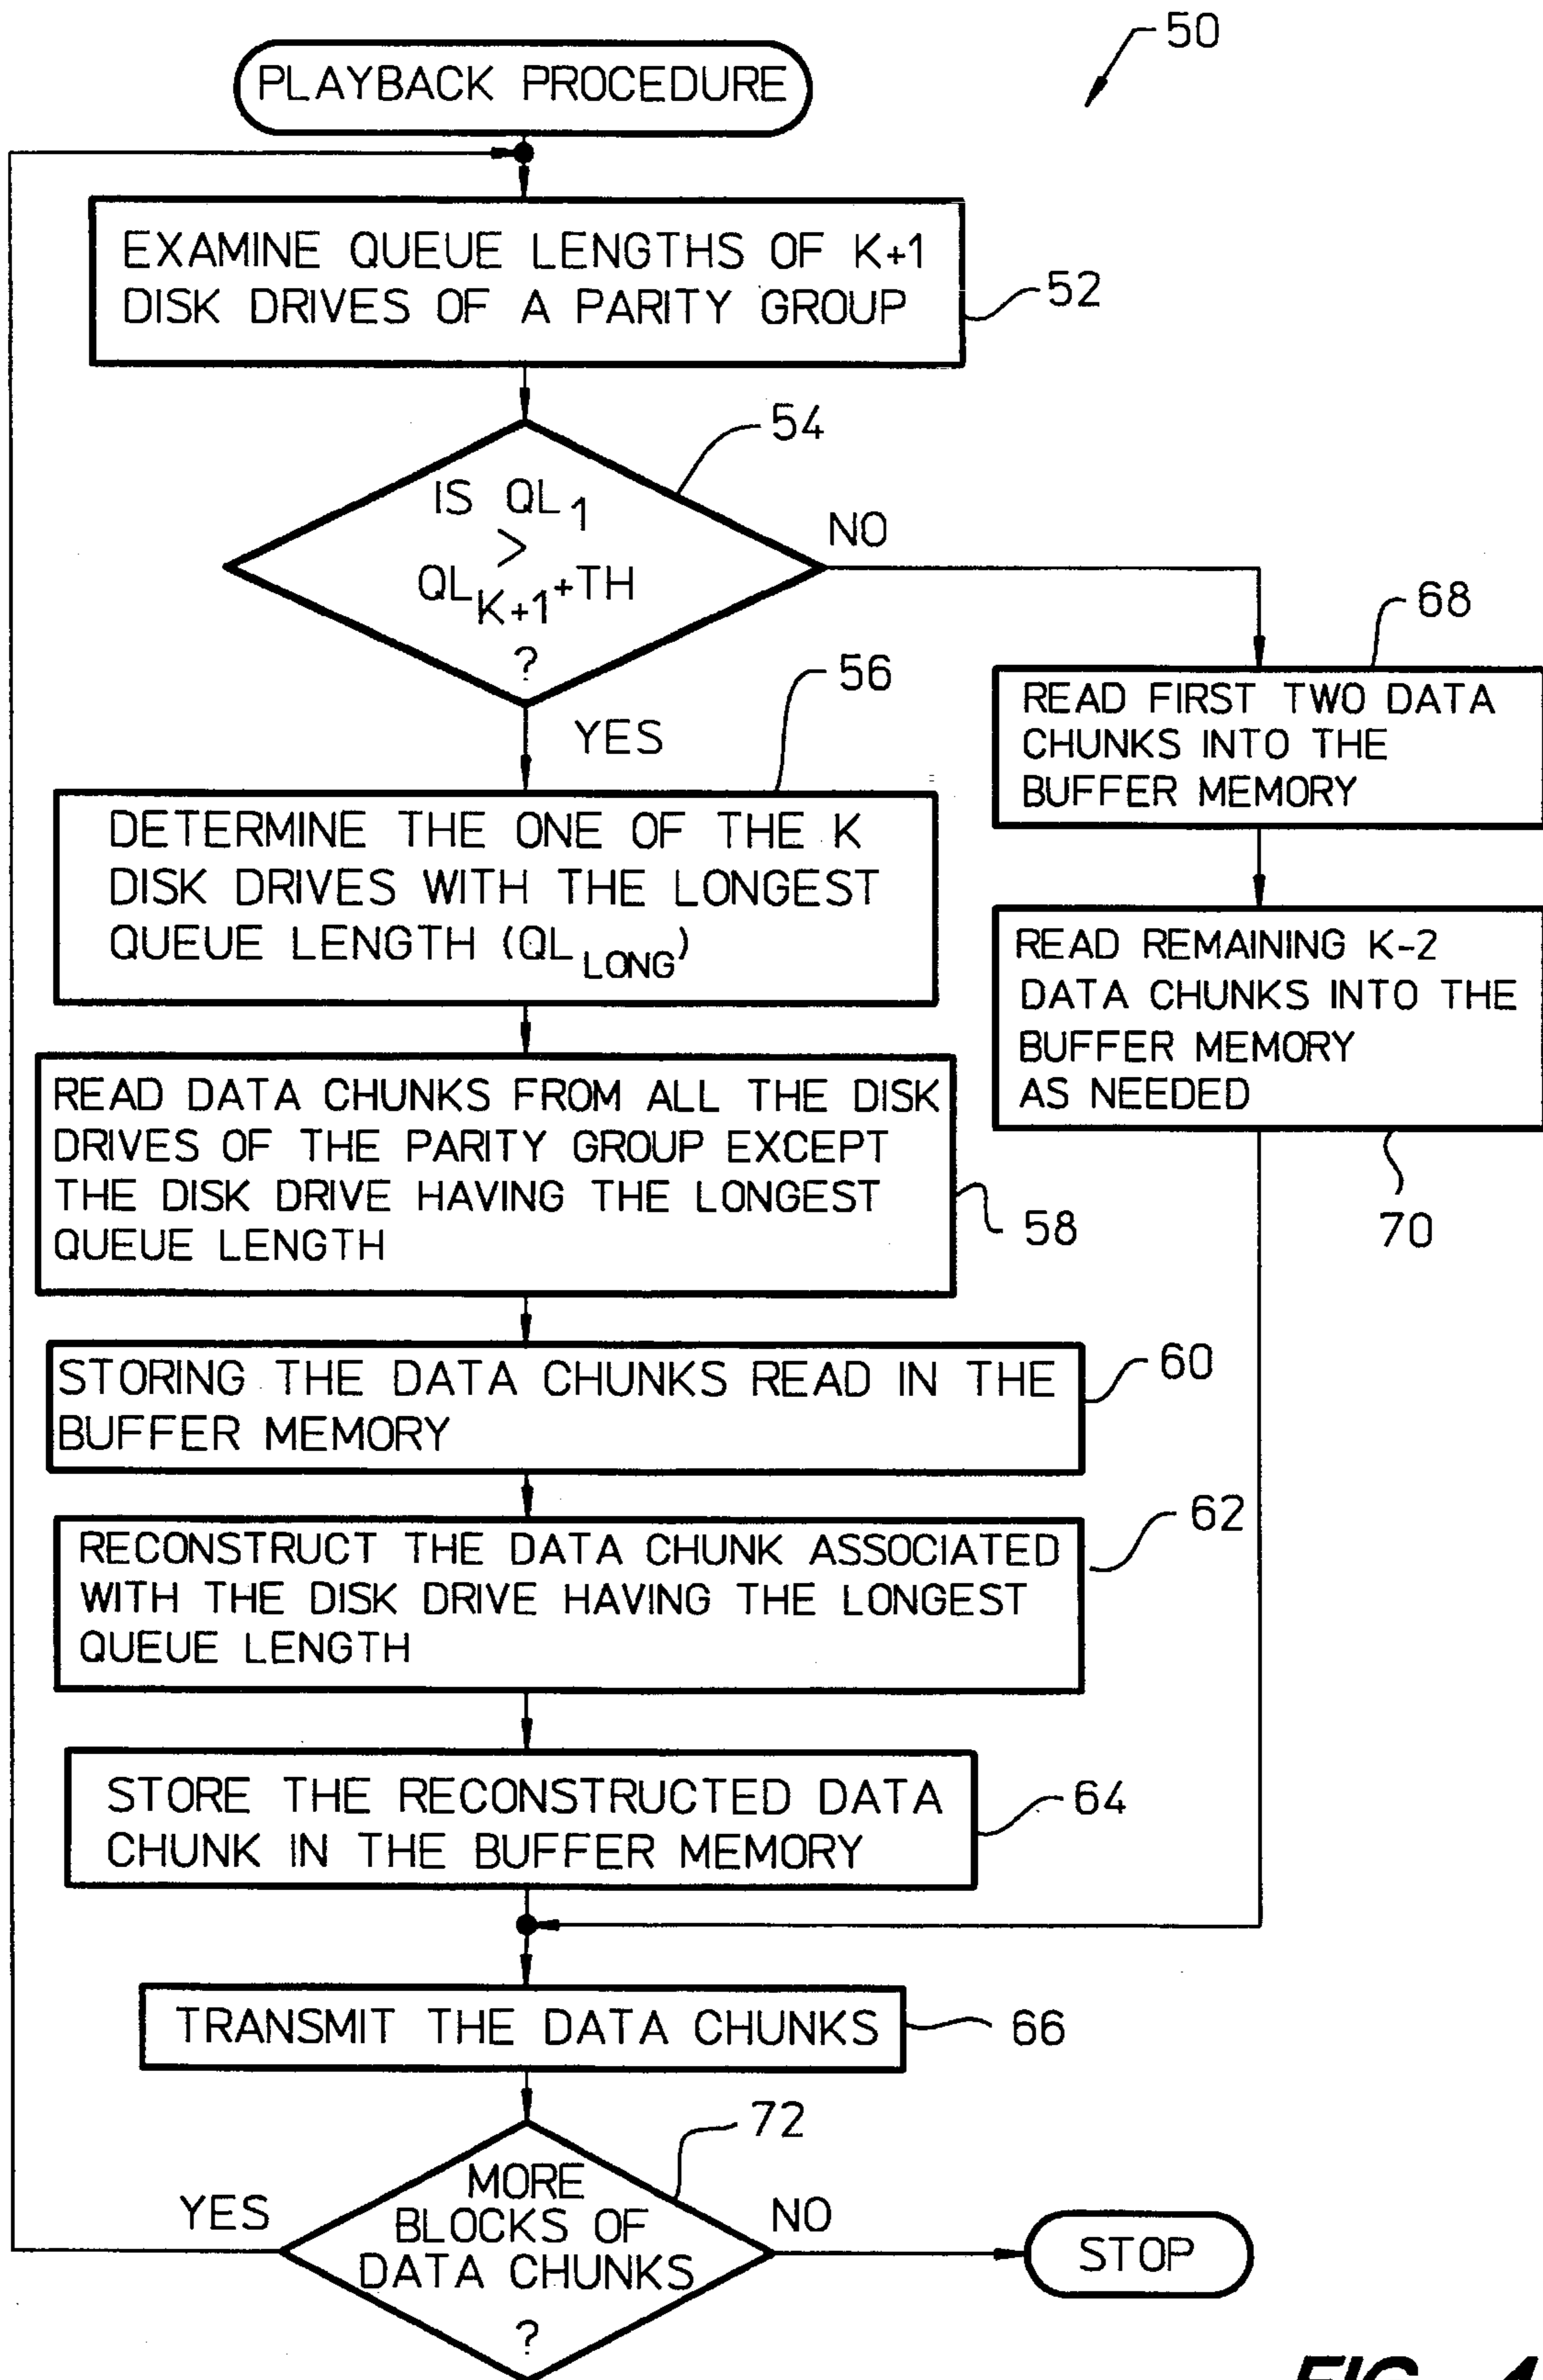 50
PLAYBACK PROCEDURE
EXAMINE QUEUE LENGTHS OF K+1
DISK DRIVES OF A PARITY GROUP
52
54
IS QL1
>
QLK+1+TH
?
NO
YES
68
READ FIRST TWO DATA
CHUNKS INTO THE
BUFFER MEMORY
56
DETERMINE THE ONE OF THE K
DISK DRIVES WITH THE LONGEST
QUEUE LENGTH (QLLONG)
READ REMAINING K-2
DATA CHUNKS INTO THE
BUFFER MEMORY
AS NEEDED
70
READ DATA CHUNKS FROM ALL THE DISK
DRIVES OF THE PARITY GROUP EXCEPT
THE DISK DRIVE HAVING THE LONGEST
QUEUE LENGTH
58
STORING THE DATA CHUNKS READ IN THE
BUFFER MEMORY
60
RECONSTRUCT THE DATA CHUNK ASSOCIATED
WITH THE DISK DRIVE HAVING THE LONGEST
QUEUE LENGTH
62
STORE THE RECONSTRUCTED DATA
CHUNK IN THE BUFFER MEMORY
64
TRANSMIT THE DATA CHUNKS
66
72
MORE
BLOCKS OF
DATA CHUNKS
?
YES
NO
STOP
FIG. 4